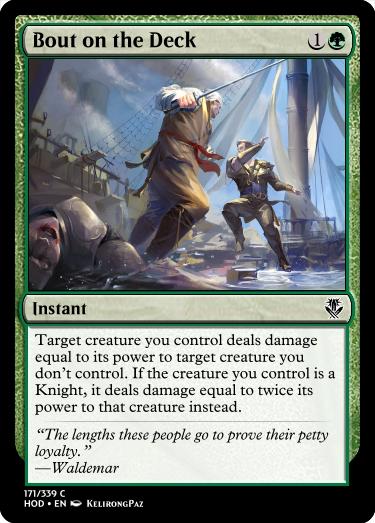 Bout on the Deck 1
Instant
Target creature you control deals damage
equal to its power to target creature you
don't control. If the creature you control is a
Knight, it deals damage equal to twice its
power to that creature instead.
"The lengths these people go to prove their petty
loyalty."
—Waldemar
171/339 C
HOD • EN KelirongPaz